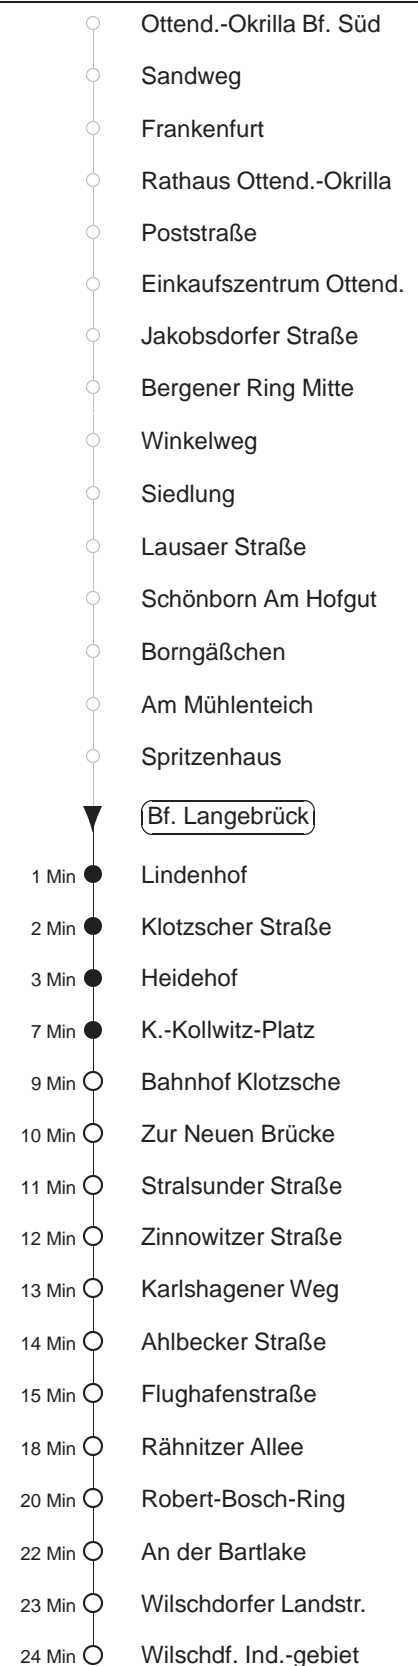 Ottend.-Okrilla Bf. Süd
Sandweg
Frankenfurt
Rathaus Ottend.-Okrilla
Poststraße
Einkaufszentrum Ottend.
Jakobsdorfer Straße
Bergener Ring Mitte
Winkelweg
Siedlung
Lausaer Straße
Schönborn Am Hofgut
Borngäßchen
Am Mühlenteich
Spritzenhaus
Bf. Langebrück
1 Min Lindenhof
2 Min Klotzscher Straße
3 Min Heidehof
7 Min K.-Kollwitz-Platz
9 Min Bahnhof Klotzsche
10 Min Zur Neuen Brücke
11 Min Stralsunder Straße
12 Min Zinnowitzer Straße
13 Min Karlshagener Weg
14 Min Ahlbecker Straße
15 Min Flughafenstraße
18 Min Rähnitzer Allee
20 Min Robert-Bosch-Ring
22 Min An der Bartlake
23 Min Wilschdorfer Landstr.
24 Min Wilschdf. Ind.-gebiet